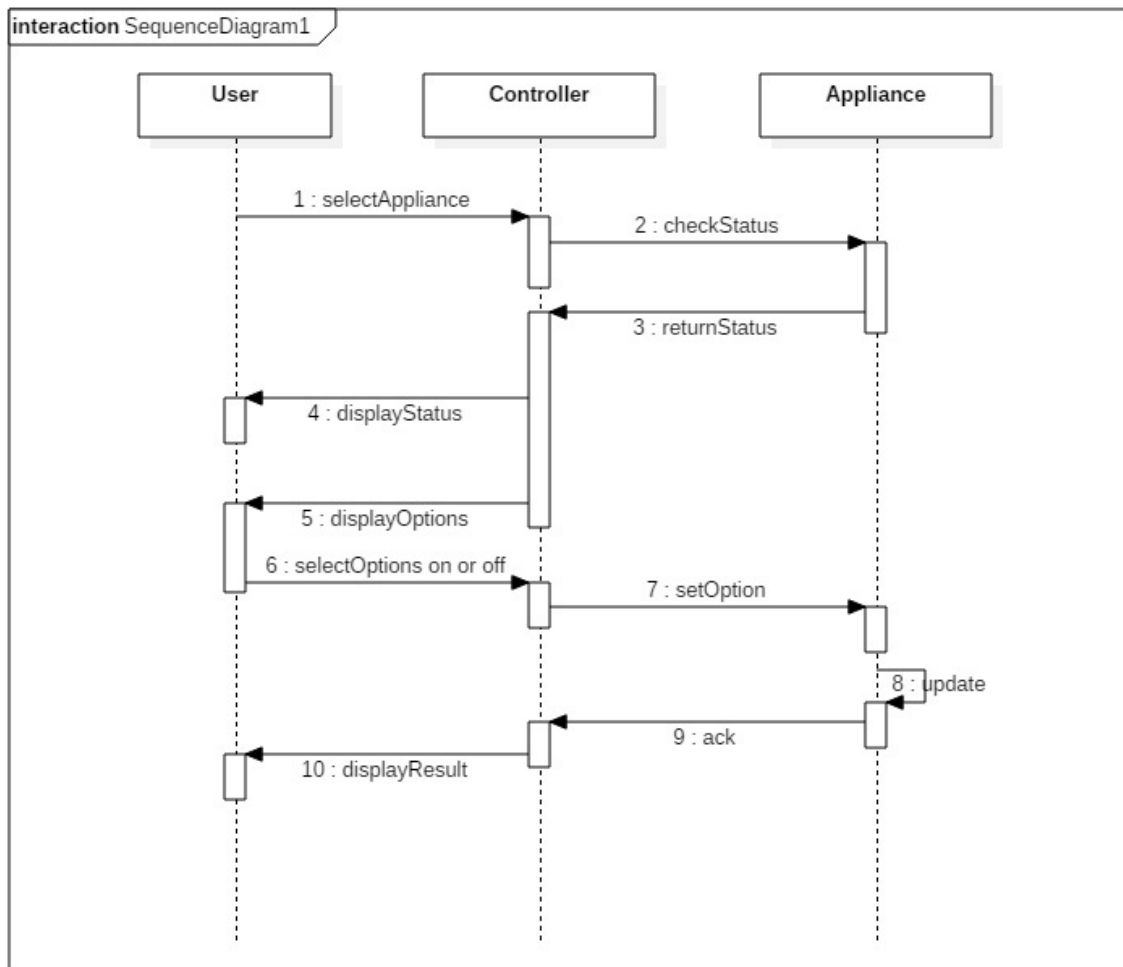 interaction SequenceDiagram1
User
Controller
Appliance
1 : selectAppliance
2 : checkStatus
3 : returnStatus
4 : displayStatus
5 : displayOptions
6 : selectOptions on or off
7 : setOption
8 : update
9 : ack
10 : displayResult